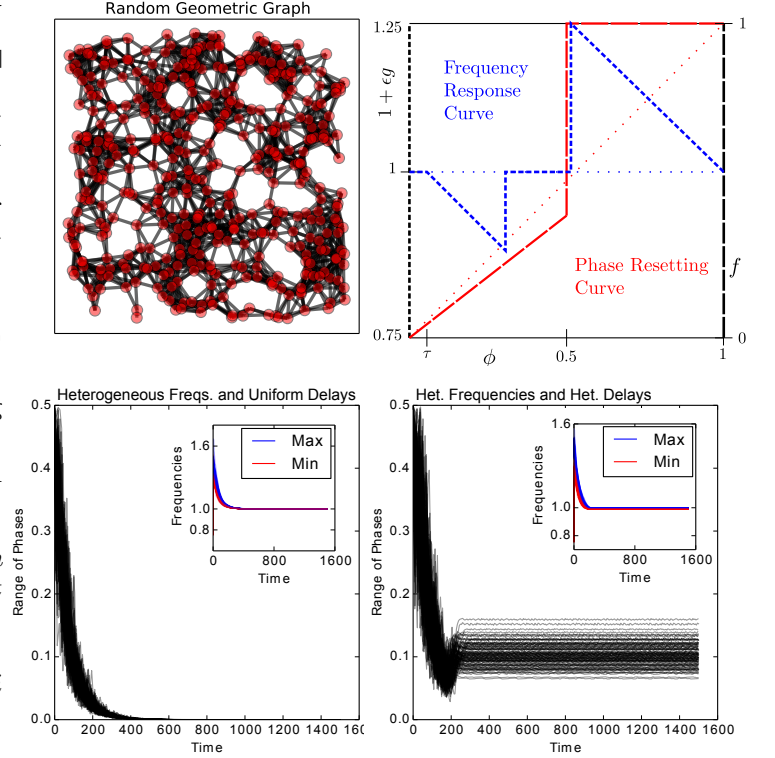 Random Geometric Graph
1.25
1 + ϵg
1
0.75
Frequency
Response
Curve
Phase Resetting
Curve
1
f
0
τ
ϕ
0.5
1
Heterogeneous Freqs. and Uniform Delays
Range of Phases
0.5
0.4
0.3
0.2
0.1
0.0
0 200 400 600 800 1000 1200 1400
Time
Frequencies
1.6
1.0
0.8
0 800 1600
Time
Max
Min
Het. Frequencies and Het. Delays
Range of Phases
0.5
0.4
0.3
0.2
0.1
0.0
0 200 400 600 800 1000 1200 1400 1600
Time
Frequencies
1.6
1.0
0.8
0 800 1600
Time
Max
Min